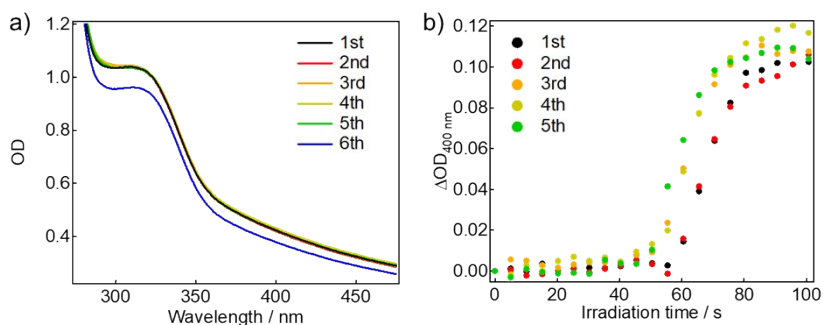 a)
1.2
1.0
0.8
0.6
0.4
OD
1st
2nd
3rd
4th
5th
6th
300
350
400
450
Wavelength / nm
b)
0.12
0.10
0.08
0.06
0.04
0.02
0.00
ΔOD400 nm
1st
2nd
3rd
4th
5th
0
20
40
60
80
100
Irradiation time / s